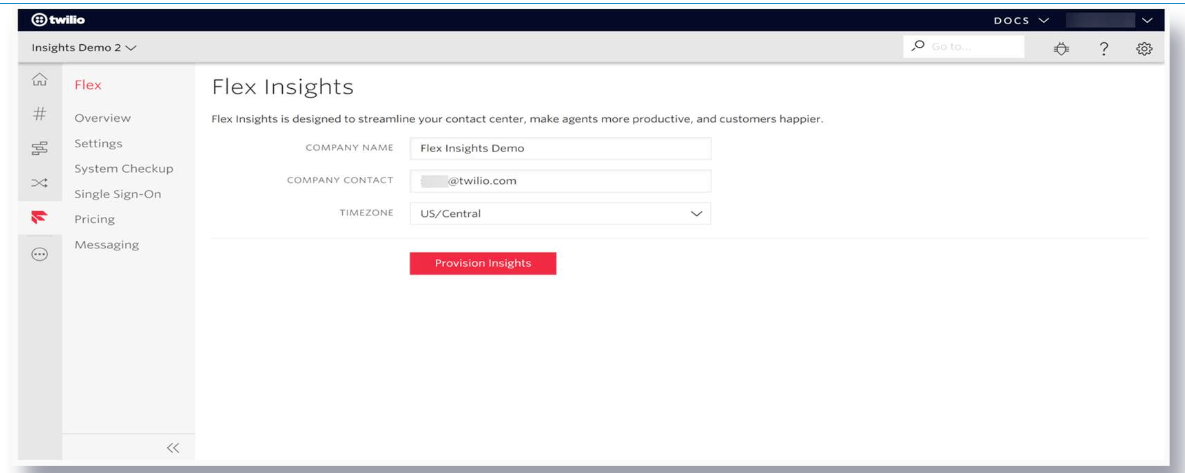 twilio
DOCS
Insights Demo 2
Go to...
?
Flex
Overview
Settings
System Checkup
Single Sign-On
Pricing
Messaging
Flex Insights
Flex Insights is designed to streamline your contact center, make agents more productive, and customers happier.
COMPANY NAME Flex Insights Demo
COMPANY CONTACT @twilio.com
TIMEZONE US/Central
Provision Insights